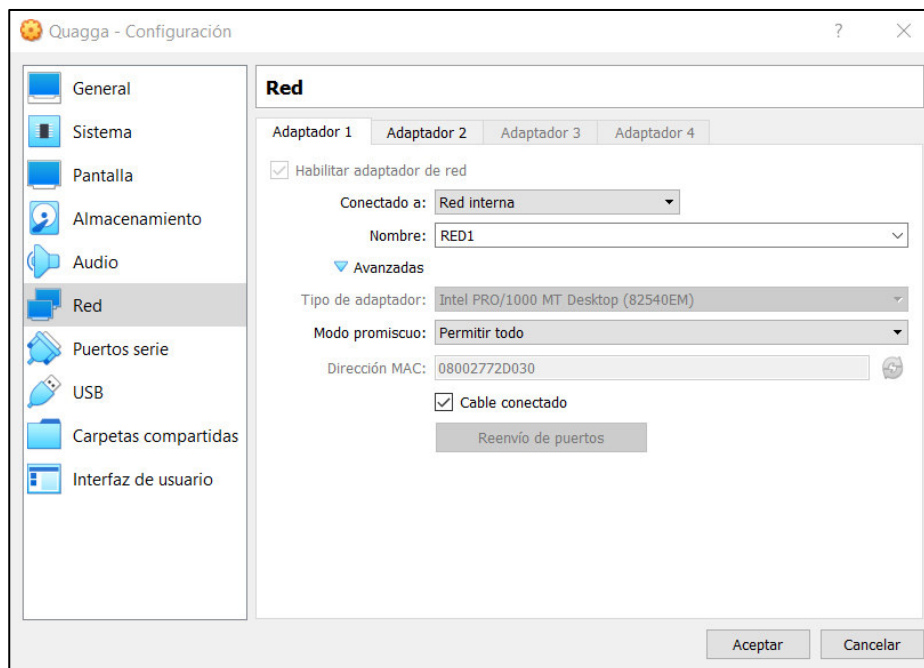 Quagga - Configuración
?
General
Sistema
Pantalla
Almacenamiento
Audio
Red
Puertos serie
USB
Carpetas compartidas
Interfaz de usuario
Red
Adaptador 1 Adaptador 2 Adaptador 3 Adaptador 4
Habilitar adaptador de red
Conectado a: Red interna
Nombre: RED1
Avanzadas
Tipo de adaptador: Intel PRO/1000 MT Desktop (82540EM)
Modo promiscuo: Permitir todo
Dirección MAC: 08002772D030
Cable conectado
Reenvío de puertos
Aceptar Cancelar